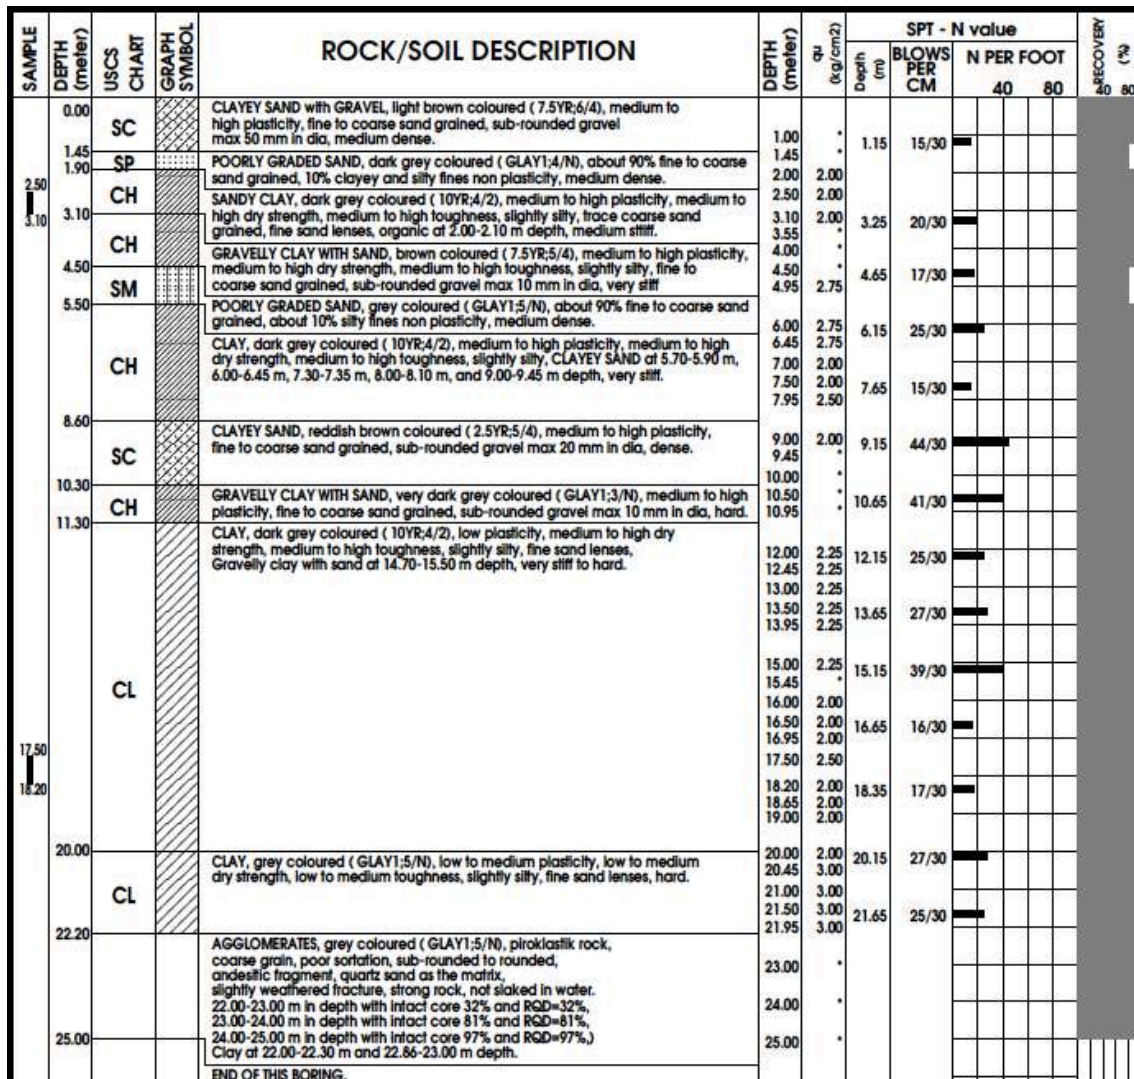 SAMPLE
DEPTH (meter)
USCS CHART
GRAPH SYMBOL
ROCK/SOIL DESCRIPTION
DEPTH (meter)
qu (kg/cm2)
SPT - N value
Depth (m)
BLOWS PER CM
N PER FOOT
40 80
RECOVERY (%)
40 80
0.00
SC
CLAYEY SAND with GRAVEL, light brown coloured ( 7.5YR;6/4), medium to
high plasticity, fine to coarse sand grained, sub-rounded gravel
max 50 mm in dia, medium dense.
1.45
SP
POORLY GRADED SAND, dark grey coloured ( GLAY1;4/N), about 90% fine to coarse
sand grained, 10% clayey and silty fines non plasticity, medium dense.
1.90
2.50
3.10
CH
SANDY CLAY, dark grey coloured ( 10YR;4/2), medium to high plasticity, medium to
high dry strength, medium to high toughness, slightly silty, trace coarse sand
grained, fine sand lenses, organic at 2.00-2.10 m depth, medium sttiff.
3.10
CH
GRAVELLY CLAY WITH SAND, brown coloured ( 7.5YR;5/4), medium to high plasticity,
medium to high dry strength, medium to high toughness, slightly silty, fine to
coarse sand grained, sub-rounded gravel max 10 mm in dia, very stiff
4.50
SM
POORLY GRADED SAND, grey coloured (GLAY1;5/N), about 90% fine to coarse sand
grained, about 10% silty fines non plasticity, medium dense.
5.50
CH
CLAY, dark grey coloured ( 10YR;4/2), medium to high plasticity, medium to high
dry strength, medium to high toughness, slightly silty, CLAYEY SAND at 5.70-5.90 m,
6.00-6.45 m, 7.30-7.35 m, 8.00-8.10 m, and 9.00-9.45 m depth, very stiff.
8.60
SC
CLAYEY SAND, reddish brown coloured ( 2.5YR;5/4), medium to high plasticity,
fine to coarse sand grained, sub-rounded gravel max 20 mm in dia, dense.
10.30
CH
GRAVELLY CLAY WITH SAND, very dark grey coloured ( GLAY1;3/N), medium to high
plasticity, fine to coarse sand grained, sub-rounded gravel max 10 mm in dia, hard.
11.30
CL
CLAY, dark grey coloured ( 10YR;4/2), low plasticity, medium to high dry
strength, medium to high toughness, slightly silty, fine sand lenses,
Gravelly clay with sand at 14.70-15.50 m depth, very stiff to hard.
17.50
18.20
20.00
CL
CLAY, grey coloured ( GLAY1;5/N), low to medium plasticity, low to medium
dry strength, low to medium toughness, slightly silty, fine sand lenses, hard.
22.20
AGGLOMERATES, grey coloured ( GLAY1;5/N), piroklastik rock,
coarse grain, poor sortation, sub-rounded to rounded,
andesitic fragment, quartz sand as the matrix,
slightly weathered fracture, strong rock, not slaked in water.
22.00-23.00 m in depth with intact core 32% and RQD=32%,
23.00-24.00 m in depth with intact core 81% and RQD=81%,
24.00-25.00 m in depth with intact core 97% and RQD=97%,)
Clay at 22.00-22.30 m and 22.86-23.00 m depth.
25.00
END OF THIS BORING.
1.00 *
1.45 *
2.00 2.00
2.50 2.00
3.10 2.00
3.55 *
4.00 *
4.50 *
4.95 2.75
6.00 2.75
6.45 2.75
7.00 2.00
7.50 2.00
7.95 2.50
9.00 2.00
9.45 *
10.00 *
10.50 *
10.95 *
12.00 2.25
12.45 2.25
13.00 2.25
13.50 2.25
13.95 2.25
15.00 2.25
15.45 *
16.00 2.00
16.50 2.00
16.95 2.00
17.50 2.50
18.20 2.00
18.65 2.00
19.00 2.00
20.00 2.00
20.45 3.00
21.00 3.00
21.50 3.00
21.95 3.00
23.00 *
24.00 *
25.00 *
1.15 15/30
3.25 20/30
4.65 17/30
6.15 25/30
7.65 15/30
9.15 44/30
10.65 41/30
12.15 25/30
13.65 27/30
15.15 39/30
16.65 16/30
18.35 17/30
20.15 27/30
21.65 25/30